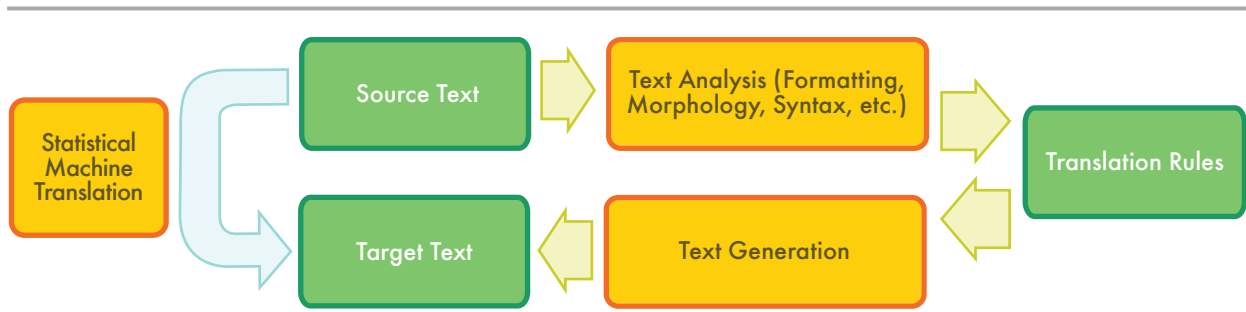 Source Text
Text Analysis (Formatting,
Morphology, Syntax, etc.)
Statistical
Machine
Translation
Translation Rules
Target Text
Text Generation